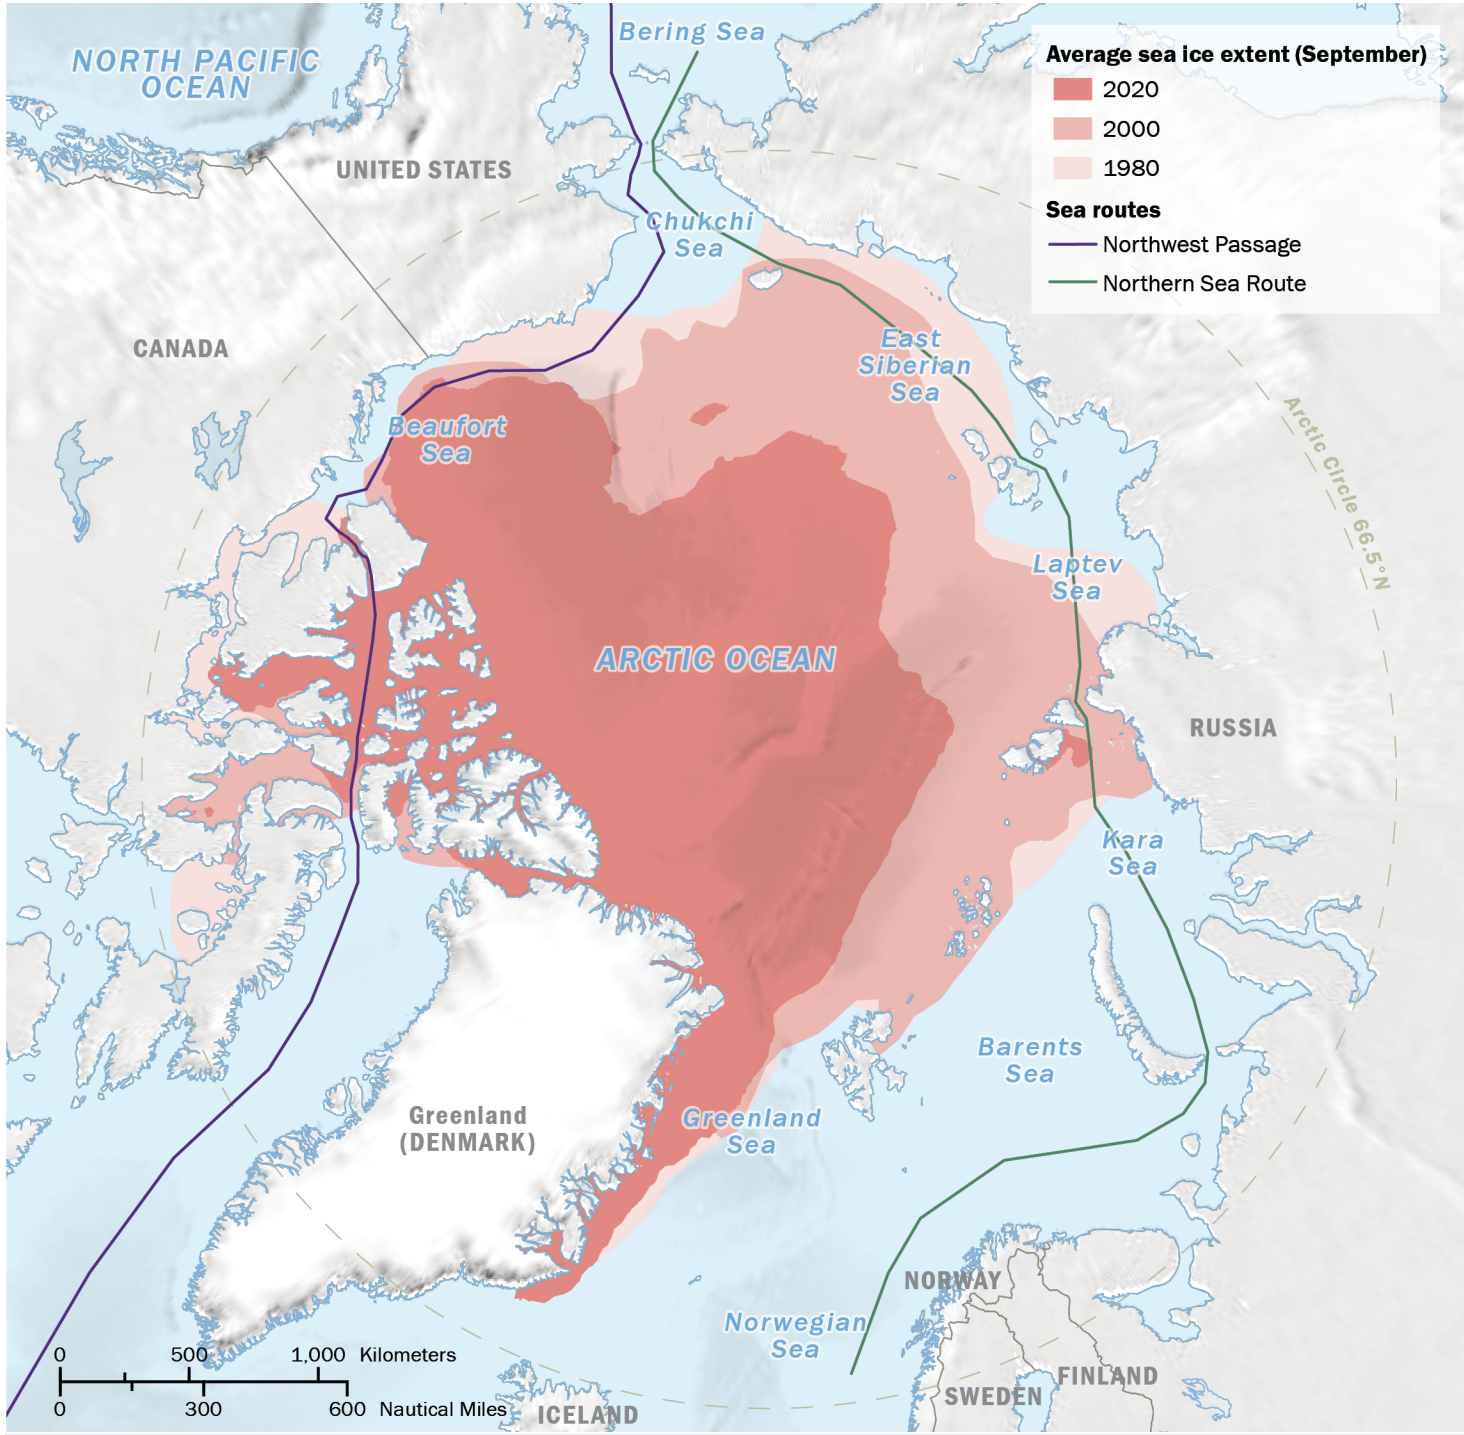 Bering Sea
NORTH PACIFIC
OCEAN
Average sea ice extent (September)
2020
2000
1980
Sea routes
Northwest Passage
Northern Sea Route
UNITED STATES
Chukchi
Sea
CANADA
East
Siberian
Sea
Beaufort
Sea
Arctic Circle 66.5°N
Laptev
Sea
ARCTIC OCEAN
RUSSIA
Kara
Sea
Barents
Sea
Greenland
(DENMARK)
Greenland
Sea
NORWAY
Norwegian
Sea
0 500 1,000 Kilometers
0 300 600 Nautical Miles
FINLAND
SWEDEN
ICELAND